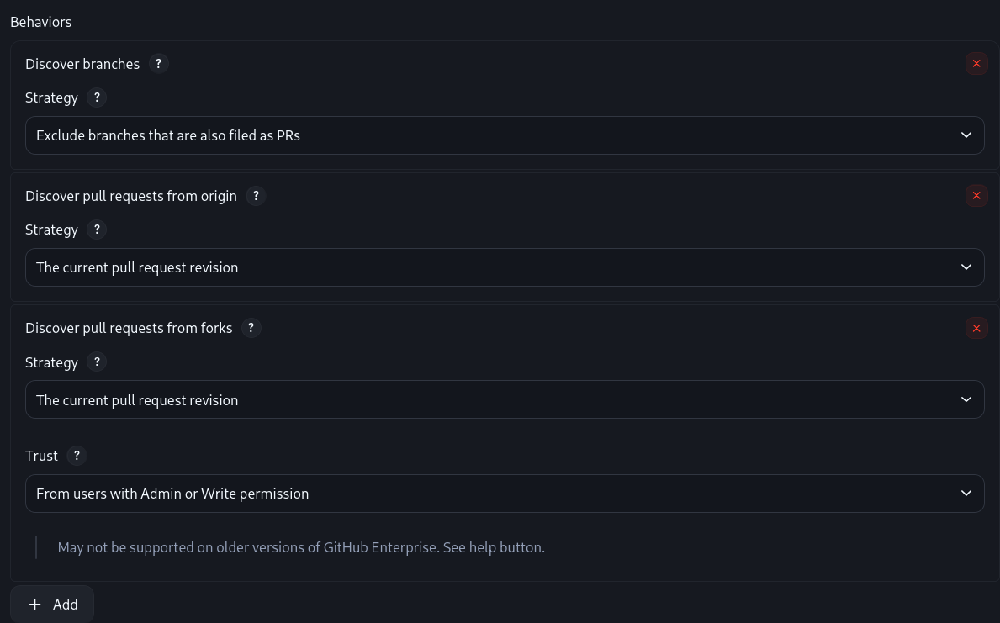 Behaviors
Discover branches ?
Strategy ?
Exclude branches that are also filed as PRs
Discover pull requests from origin ?
Strategy ?
The current pull request revision
Discover pull requests from forks ?
Strategy ?
The current pull request revision
Trust ?
From users with Admin or Write permission
May not be supported on older versions of GitHub Enterprise. See help button.
+ Add